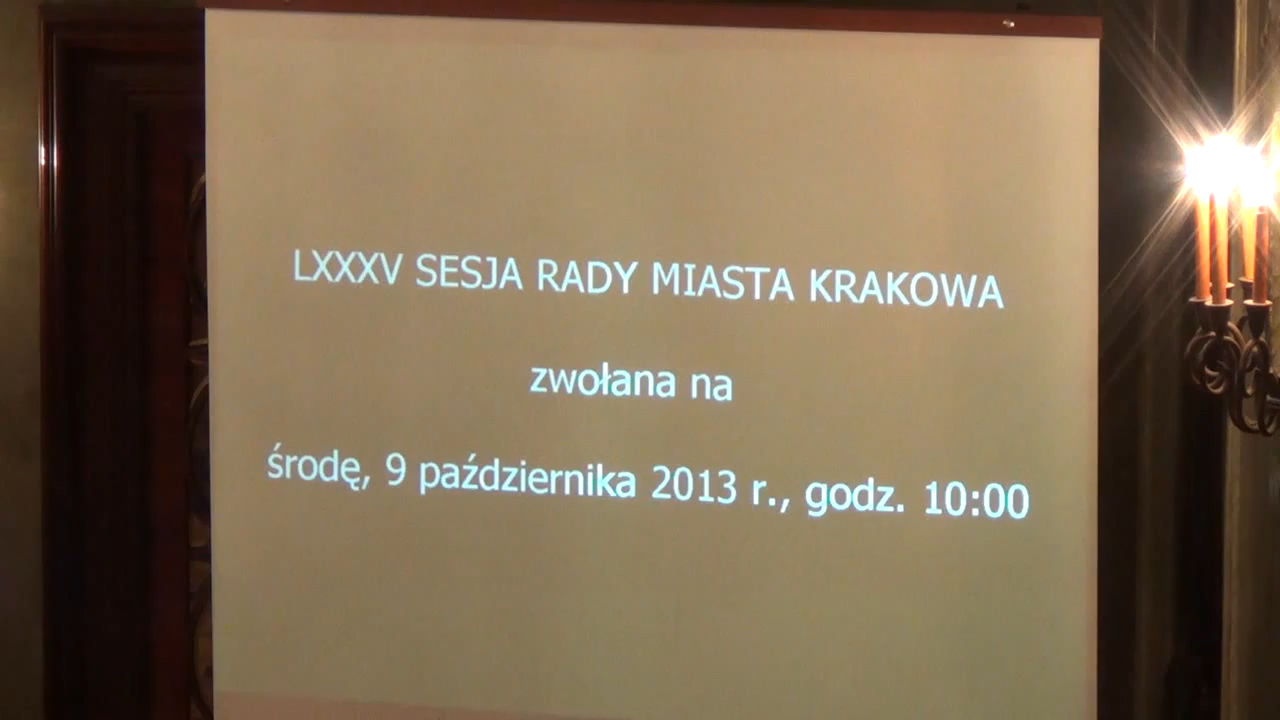 LXXXV SESJA RADY MIASTA KRAKOWA
zwołana na
środę, 9 października 2013 r., godz. 10:00